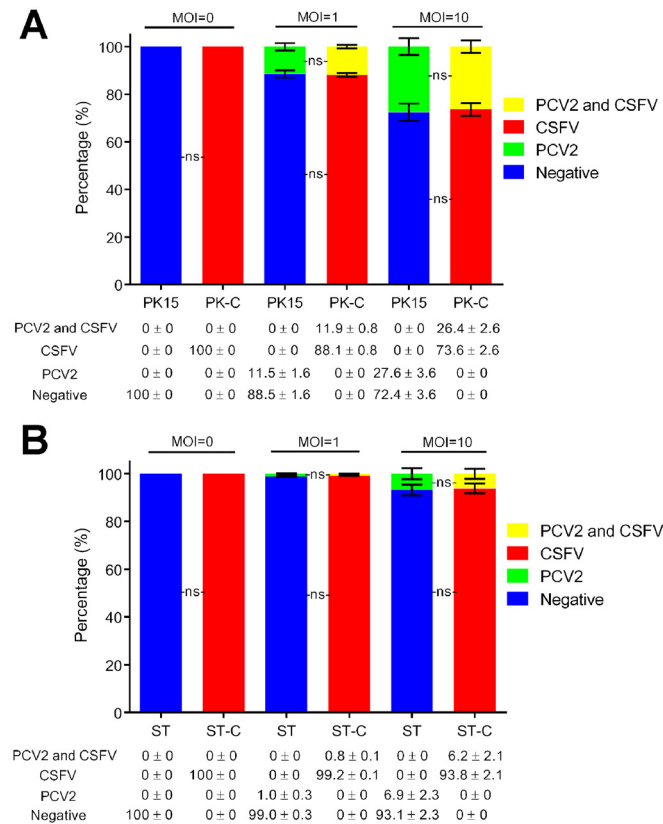 A
MOI=0 MOI=1 MOI=10
Percentage (%)
100
80
60
40
20
0
ns
ns
ns
ns
ns
PCV2 and CSFV
CSFV
PCV2
Negative
PK15 PK-C PK15 PK-C PK15 PK-C
PCV2 and CSFV 0 ± 0 0 ± 0 0 ± 0 11.9 ± 0.8 0 ± 0 26.4 ± 2.6
CSFV 0 ± 0 100 ± 0 0 ± 0 88.1 ± 0.8 0 ± 0 73.6 ± 2.6
PCV2 0 ± 0 0 ± 0 11.5 ± 1.6 0 ± 0 27.6 ± 3.6 0 ± 0
Negative 100 ± 0 0 ± 0 88.5 ± 1.6 0 ± 0 72.4 ± 3.6 0 ± 0
B
MOI=0 MOI=1 MOI=10
Percentage (%)
100
80
60
40
20
0
ns
ns
ns
ns
ns
PCV2 and CSFV
CSFV
PCV2
Negative
ST ST-C ST ST-C ST ST-C
PCV2 and CSFV 0 ± 0 0 ± 0 0 ± 0 0.8 ± 0.1 0 ± 0 6.2 ± 2.1
CSFV 0 ± 0 100 ± 0 0 ± 0 99.2 ± 0.1 0 ± 0 93.8 ± 2.1
PCV2 0 ± 0 0 ± 0 1.0 ± 0.3 0 ± 0 6.9 ± 2.3 0 ± 0
Negative 100 ± 0 0 ± 0 99.0 ± 0.3 0 ± 0 93.1 ± 2.3 0 ± 0